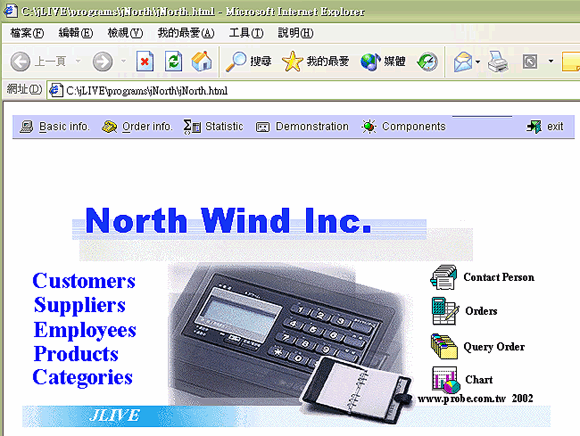 C:\jLIVE\programs\jNorth\jNorth.html - Microsoft Internet Explorer
檔案(F) 編輯(E) 檢視(V) 我的最愛(A) 工具(T) 說明(H)
上一頁 搜尋 我的最愛 媒體
網址(D) C:\jLIVE\programs\jNorth\jNorth.html
Basic info. Order info. Statistic Demonstration Components exit
North Wind Inc.
Customers
Suppliers
Employees
Products
Categories
Contact Person
Orders
Query Order
Chart
www.probe.com.tw 2002
JLIVE